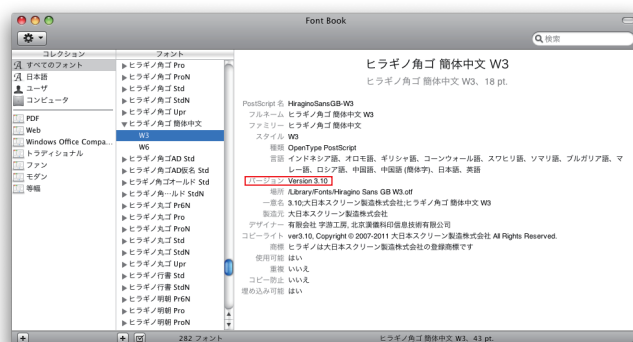 Font Book
検索
コレクション
すべてのフォント
日本語
ユーザ
コンピュータ
PDF
Web
Windows Office Compa...
トラディショナル
ファン
モダン
等幅
フォント
ヒラギノ角ゴ Pro
ヒラギノ角ゴ ProN
ヒラギノ角ゴ Std
ヒラギノ角ゴ StdN
ヒラギノ角ゴ Upr
ヒラギノ角ゴ 簡体中文
W3
W6
ヒラギノ角ゴAD Std
ヒラギノ角ゴAD仮名 Std
ヒラギノ角ゴオールド Std
ヒラギノ角…ルド StdN
ヒラギノ丸ゴ Pr6N
ヒラギノ丸ゴ Pro
ヒラギノ丸ゴ ProN
ヒラギノ丸ゴ Std
ヒラギノ丸ゴ StdN
ヒラギノ丸ゴ Upr
ヒラギノ行書 Std
ヒラギノ行書 StdN
ヒラギノ明朝 Pr6N
ヒラギノ明朝 Pro
ヒラギノ明朝 ProN
ヒラギノ角ゴ 簡体中文 W3
ヒラギノ角ゴ 簡体中文 W3、18 pt.
PostScript 名 HiraginoSansGB-W3
フルネーム ヒラギノ角ゴ 簡体中文 W3
ファミリー ヒラギノ角ゴ 簡体中文
スタイル W3
種類 OpenType PostScript
言語 インドネシア語、オロモ語、ギリシャ語、コーンウォール語、スワヒリ語、ソマリ語、ブルガリア語、マ
レー語、ロシア語、中国語、中国語 (簡体字)、日本語、英語
バージョン Version 3.10
場所 /Library/Fonts/Hiragino Sans GB W3.otf
一意名 3.10;大日本スクリーン製造株式会社;ヒラギノ角ゴ 簡体中文 W3
製造元 大日本スクリーン製造株式会社
デザイナー 有限会社 字游工房, 北京漢儀科印信息技術有限公司
コピーライト ver3.10, Copyright © 2007-2011 大日本スクリーン製造株式会社 All Rights Reserved.
商標 ヒラギノは大日本スクリーン製造株式会社の登録商標です
使用可能 はい
重複 いいえ
コピー防止 いいえ
埋め込み可能 はい
282 フォント
ヒラギノ角ゴ 簡体中文 W3、43 pt.